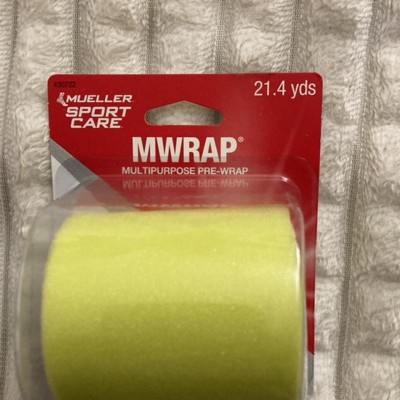 MUELLER
SPORT
CARE
21.4 yds
MWRAP®
MULTIPURPOSE PRE-WRAP